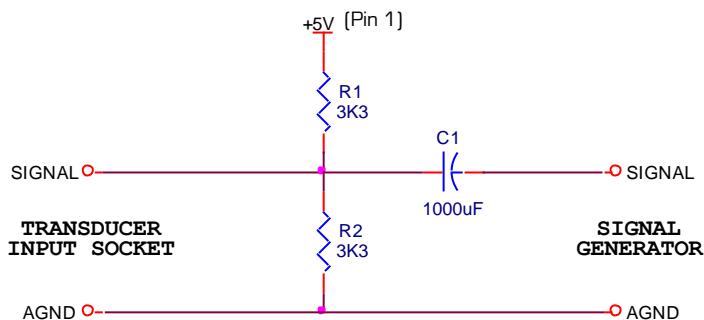 +5V (Pin 1)
R1
3K3
C1
SIGNAL
SIGNAL
1000uF
TRANSDUCER
INPUT SOCKET
R2
3K3
SIGNAL
GENERATOR
AGND
AGND